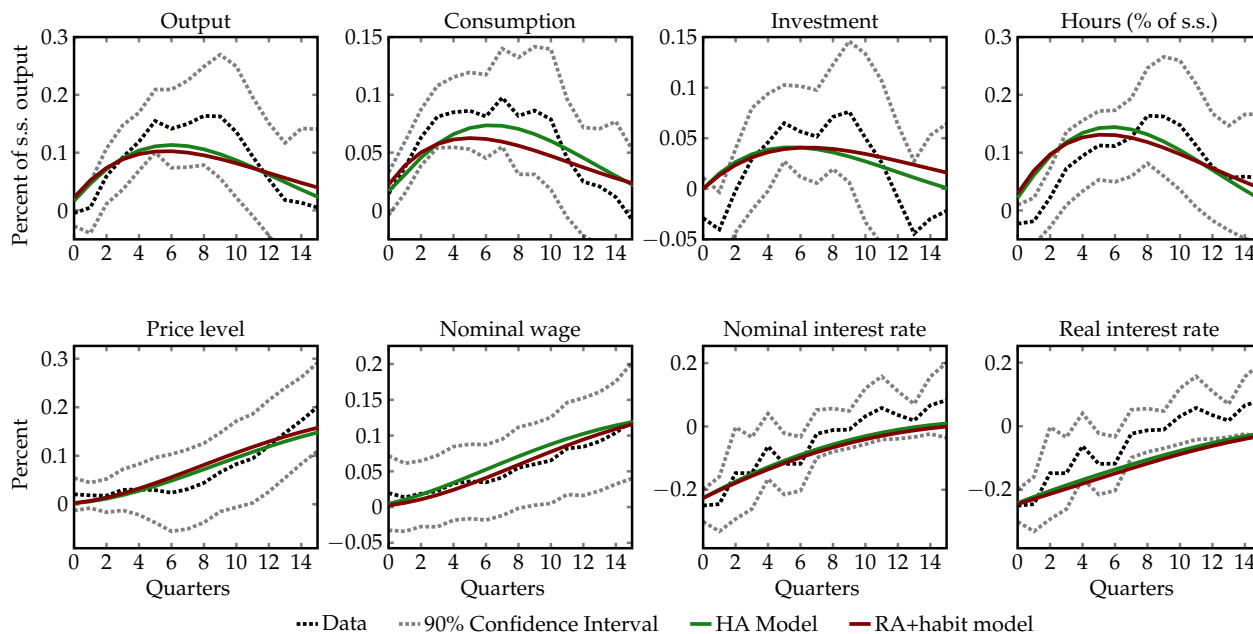 Output
Consumption
Investment
Hours (% of s.s.)
Percent of s.s. output
0.3
0.2
0.1
0
0.15
0.1
0.05
0
0.15
0.1
0.05
0
−0.05
0.3
0.2
0.1
0
0 2 4 6 8 10 12 14
0 2 4 6 8 10 12 14
0 2 4 6 8 10 12 14
0 2 4 6 8 10 12 14
Price level
Nominal wage
Nominal interest rate
Real interest rate
Percent
0.3
0.2
0.1
0
0.2
0.15
0.1
0.05
0
−0.05
0.2
0
−0.2
0.2
0
−0.2
0 2 4 6 8 10 12 14
0 2 4 6 8 10 12 14
0 2 4 6 8 10 12 14
0 2 4 6 8 10 12 14
Quarters
Quarters
Quarters
Quarters
Data
90% Confidence Interval
HA Model
RA+habit model